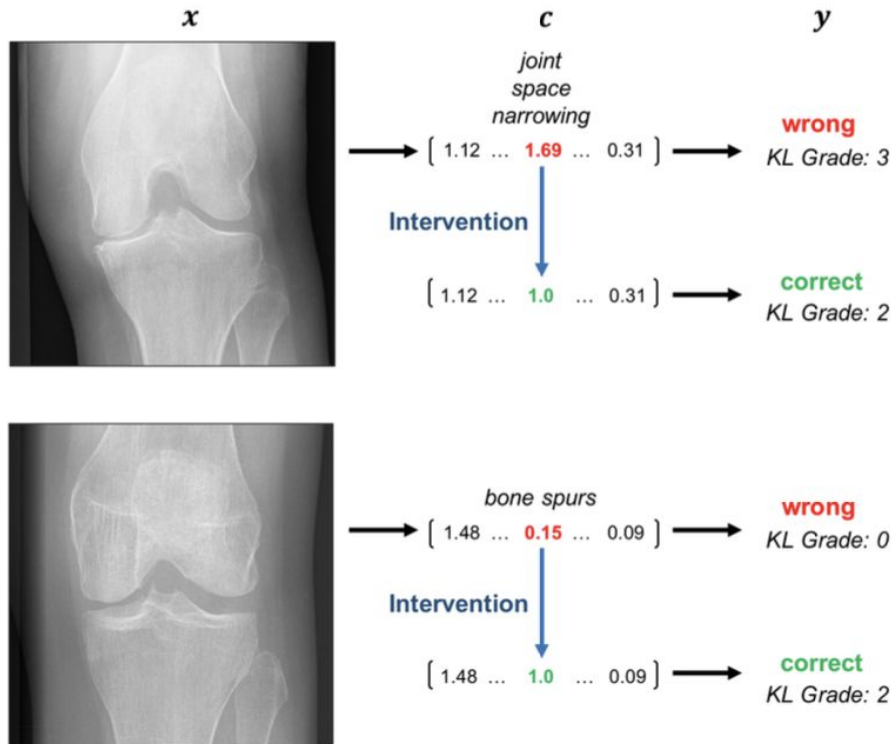 x c y
joint
space
narrowing
[ 1.12 ... 1.69 ... 0.31 ]
wrong
KL Grade: 3
Intervention
[ 1.12 ... 1.0 ... 0.31 ]
correct
KL Grade: 2
bone spurs
[ 1.48 ... 0.15 ... 0.09 ]
wrong
KL Grade: 0
Intervention
[ 1.48 ... 1.0 ... 0.09 ]
correct
KL Grade: 2